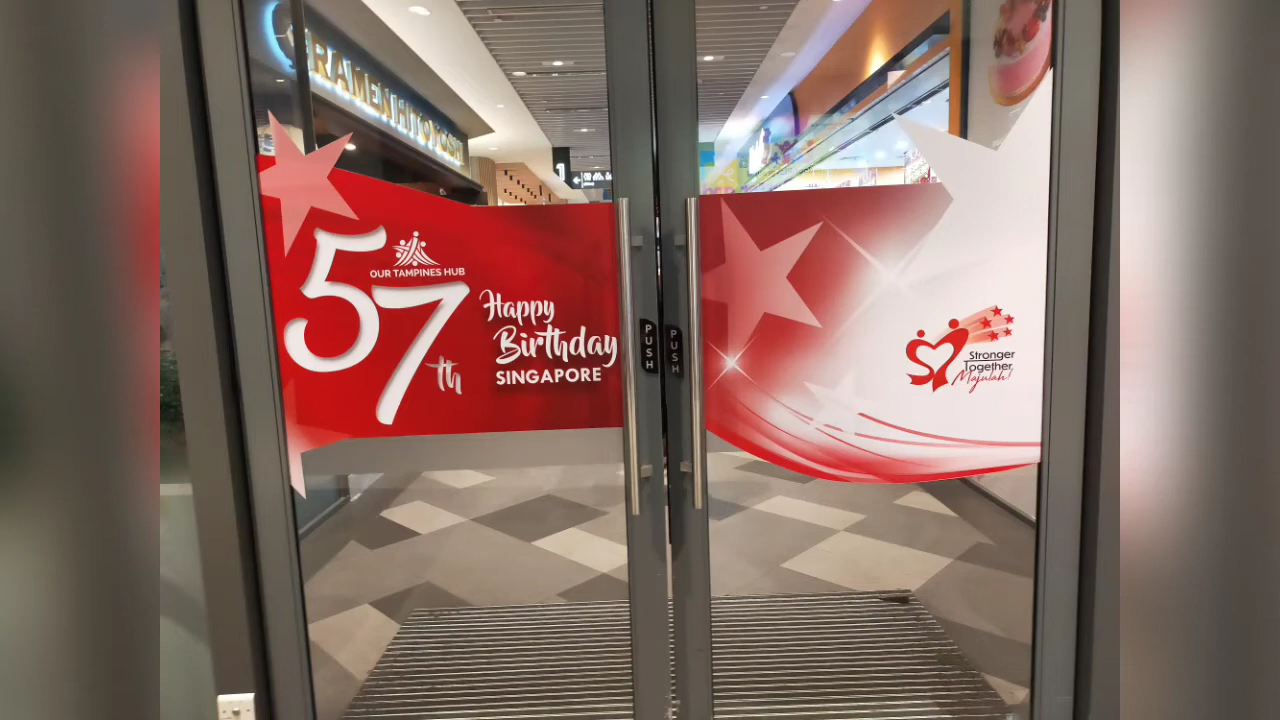 RAMEN HITOYOSHI
1
57th
OUR TAMPINES HUB
Happy
Birthday
SINGAPORE
PUSH
PUSH
Stronger
Together,
Majulah!